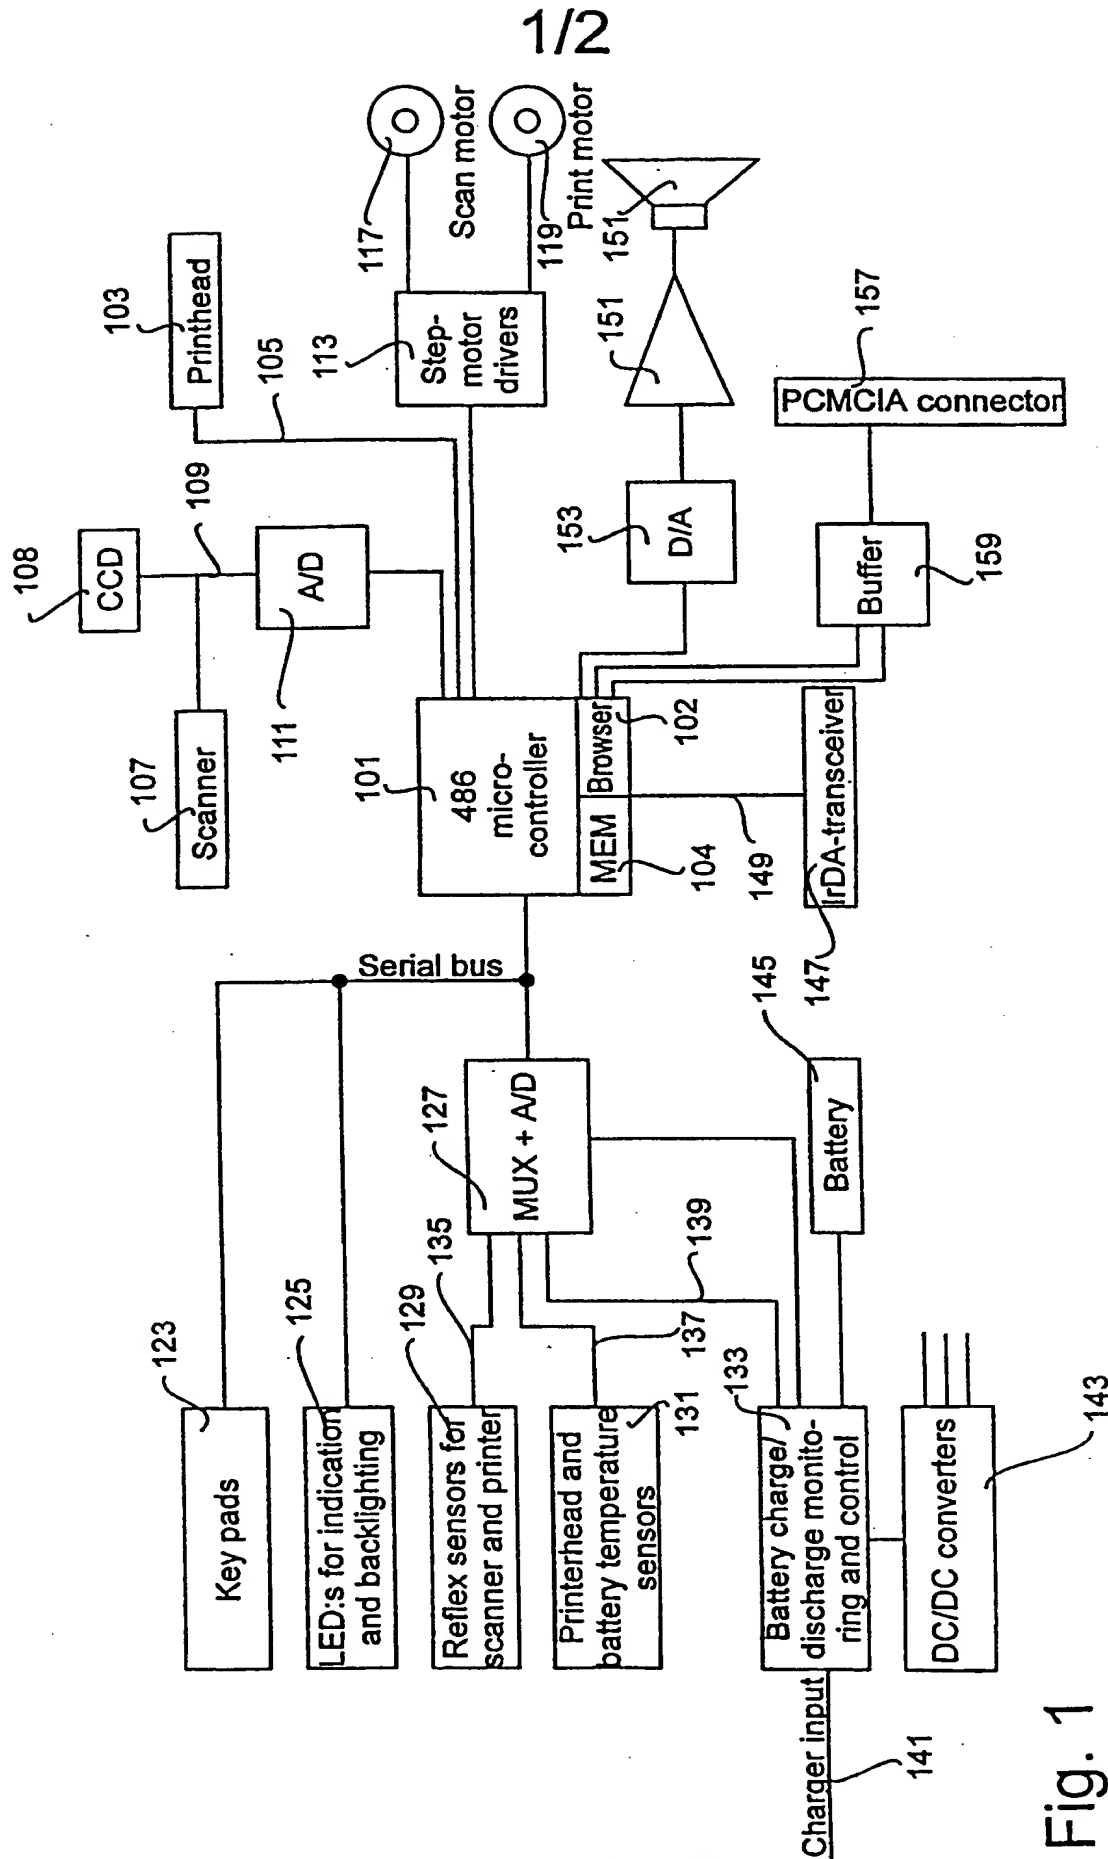 1/2
108
CCD
109
A/D
111
107
Scanner
103
Printhead
105
113
Step-
motor
drivers
117
Scan motor
119
Print motor
101
486
micro-
controller
MEM
Browser
102
104
149
IrDA-transceiver
147
153
D/A
151
151
PCMCIA connector
157
Buffer
159
Serial bus
123
Key pads
125
LED:s for indication
and backlighting
129
Reflex sensors for
scanner and printer
135
Printerhead and
battery temperature
sensors
131
137
127
MUX + A/D
139
133
Battery charge/
discharge monito-
ring and control
145
Battery
DC/DC converters
143
Charger input
141
Fig. 1